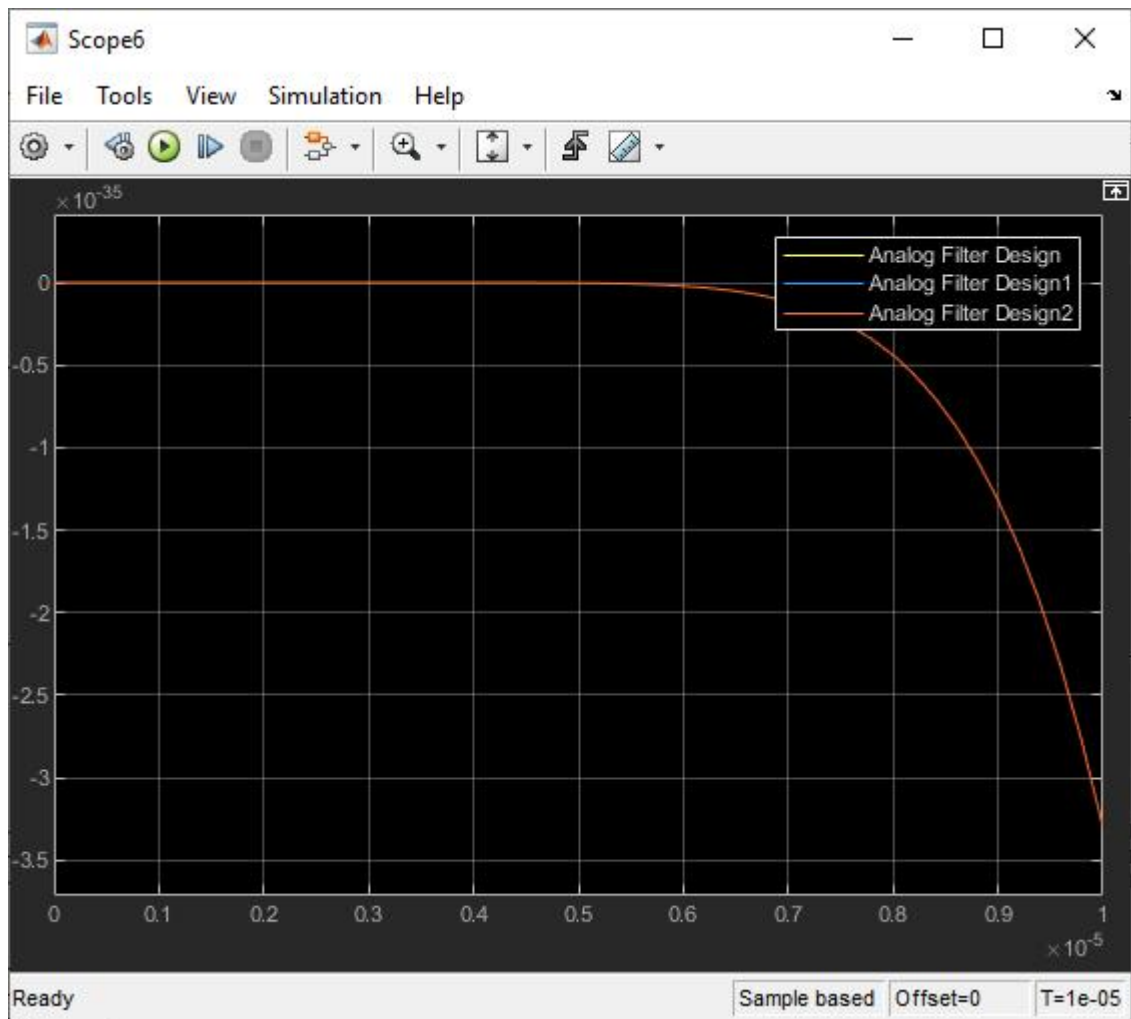 Scope6
File Tools View Simulation Help
×10-35
Analog Filter Design
Analog Filter Design1
Analog Filter Design2
0
-0.5
-1
-1.5
-2
-2.5
-3
-3.5
0 0.1 0.2 0.3 0.4 0.5 0.6 0.7 0.8 0.9 1
×10-5
Ready Sample based Offset=0 T=1e-05